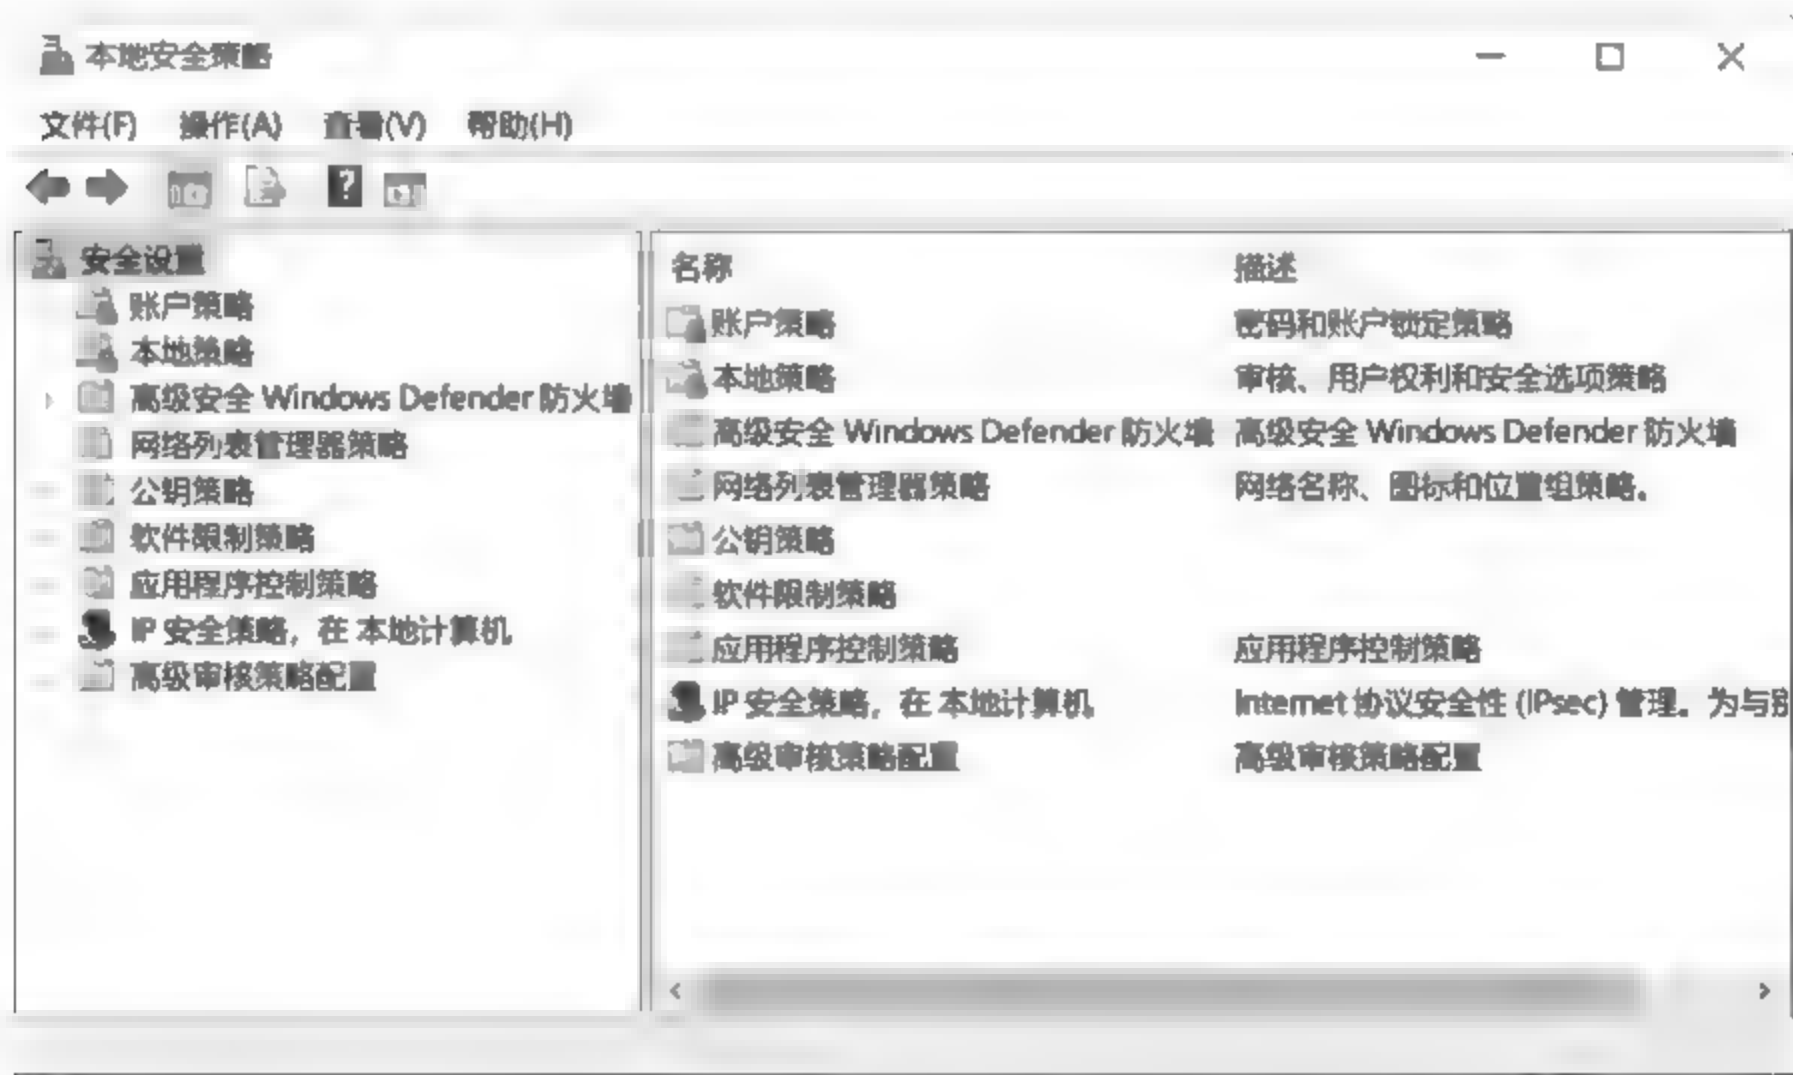 本地安全策略
文件(F) 操作(A) 查看(V) 帮助(H)
安全设置
账户策略
本地策略
高级安全 Windows Defender 防火墙
网络列表管理器策略
公钥策略
软件限制策略
应用程序控制策略
IP 安全策略，在 本地计算机
高级审核策略配置
名称 描述
账户策略 密码和账户锁定策略
本地策略 审核、用户权利和安全选项策略
高级安全 Windows Defender 防火墙 高级安全 Windows Defender 防火墙
网络列表管理器策略 网络名称、图标和位置组策略。
公钥策略
软件限制策略
应用程序控制策略 应用程序控制策略
IP 安全策略，在 本地计算机 Internet 协议安全性 (IPsec) 管理。为与别
高级审核策略配置 高级审核策略配置